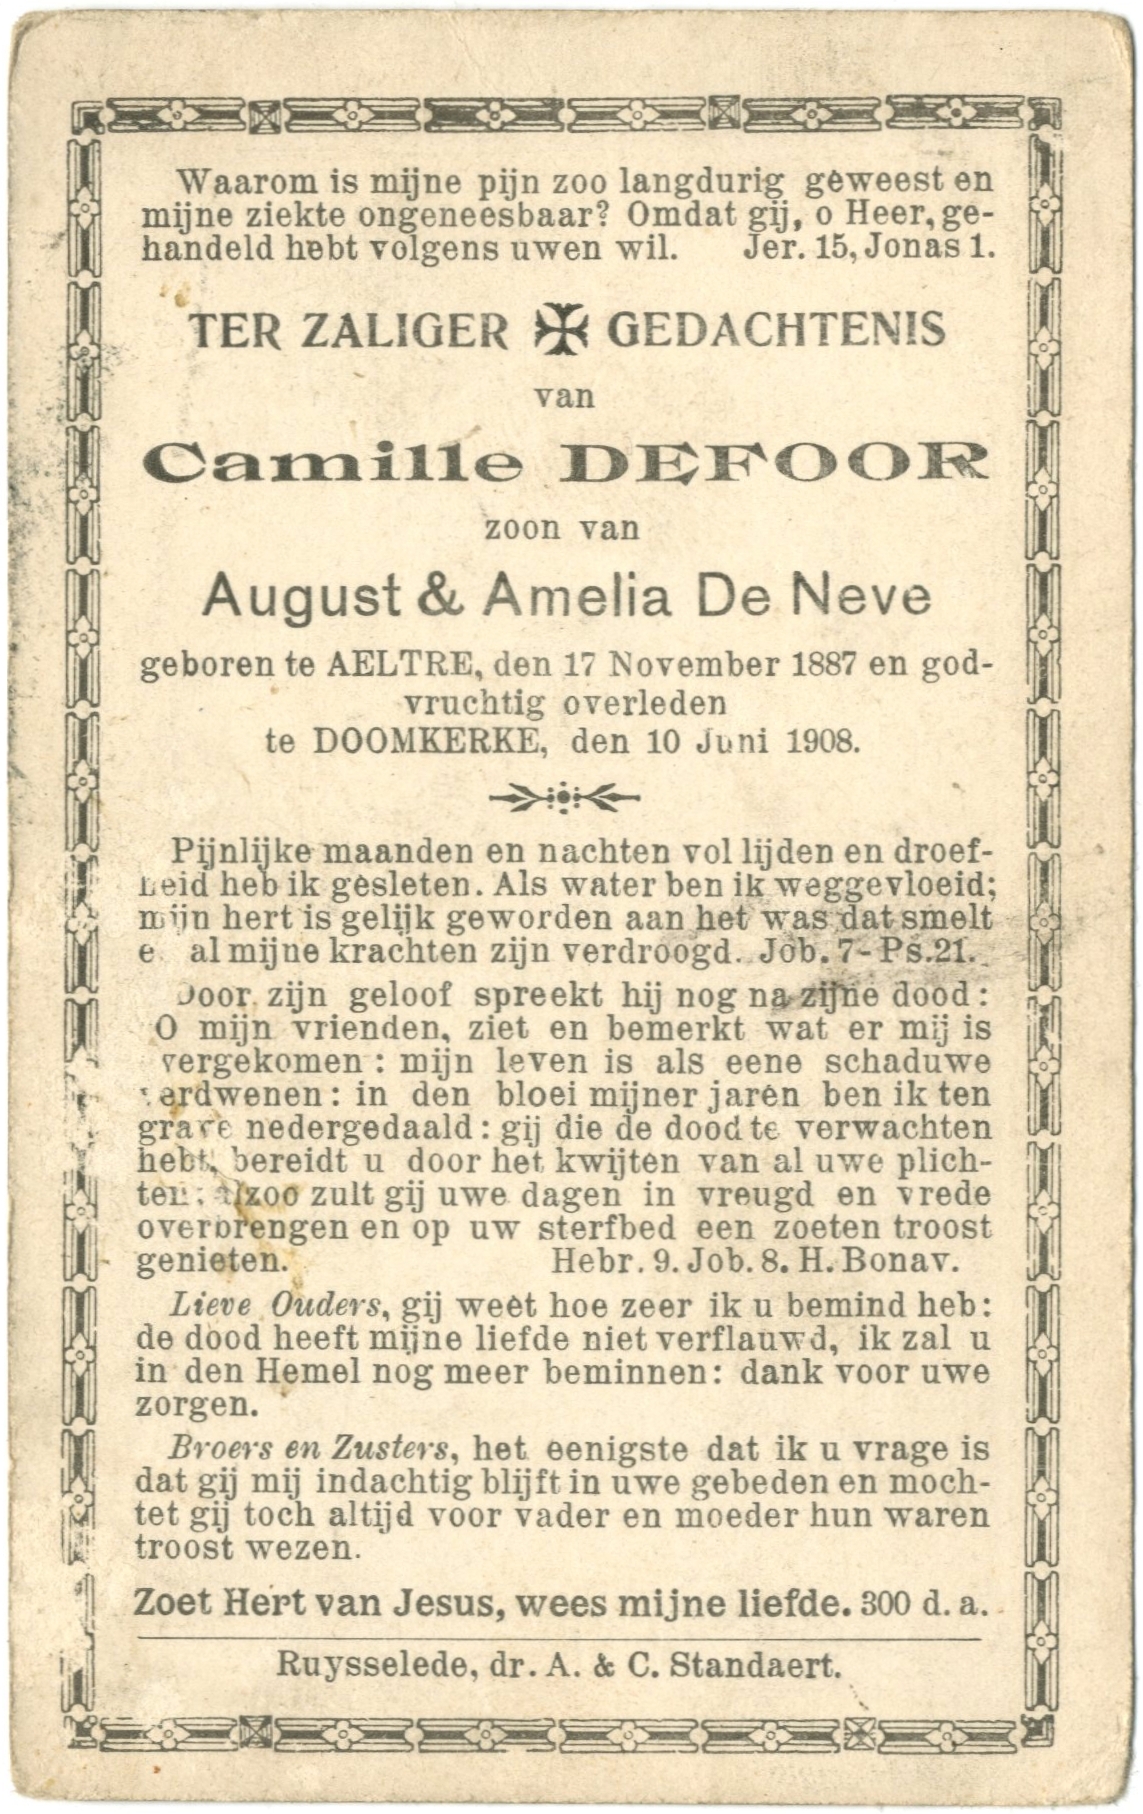 Waarom is mijne pijn zoo langdurig geweest en
mijne ziekte ongeneesbaar? Omdat gij, o Heer, ge-
handeld hebt volgens uwen wil. Jer. 15, Jonas 1.
TER ZALIGER ✠ GEDACHTENIS
van
Camille DEFOOR
zoon van
August & Amelia De Neve
geboren te AELTRE, den 17 November 1887 en god-
vruchtig overleden
te DOOMKERKE, den 10 Juni 1908.
Pijnlijke maanden en nachten vol lijden en droef-
heid heb ik gesleten. Als water ben ik weggevloeid;
mijn hert is gelijk geworden aan het was dat smelt
al mijne krachten zijn verdroogd. Job. 7- Ps. 21.
Door zijn geloof spreekt hij nog na zijne dood:
O mijn vrienden, ziet en bemerkt wat er mij is
vergekomen: mijn leven is als eene schaduwe
verdwenen: in den bloei mijner jaren ben ik ten
grave nedergedaald: gij die de dood te verwachten
hebt, bereidt u door het kwijten van al uwe plich-
ten: alzoo zult gij uwe dagen in vreugd en vrede
overbrengen en op uw sterfbed een zoeten troost
genieten. Hebr. 9. Job. 8. H. Bonav.
Lieve Ouders, gij weet hoe zeer ik u bemind heb:
de dood heeft mijne liefde niet verflauwd, ik zal u
in den Hemel nog meer beminnen: dank voor uwe
zorgen.
Broers en Zusters, het eenigste dat ik u vrage is
dat gij mij indachtig blijft in uwe gebeden en moch-
tet gij toch altijd voor vader en moeder hun waren
troost wezen.
Zoet Hert van Jesus, wees mijne liefde. 300 d. a.
Ruysselede, dr. A. & C. Standaert.